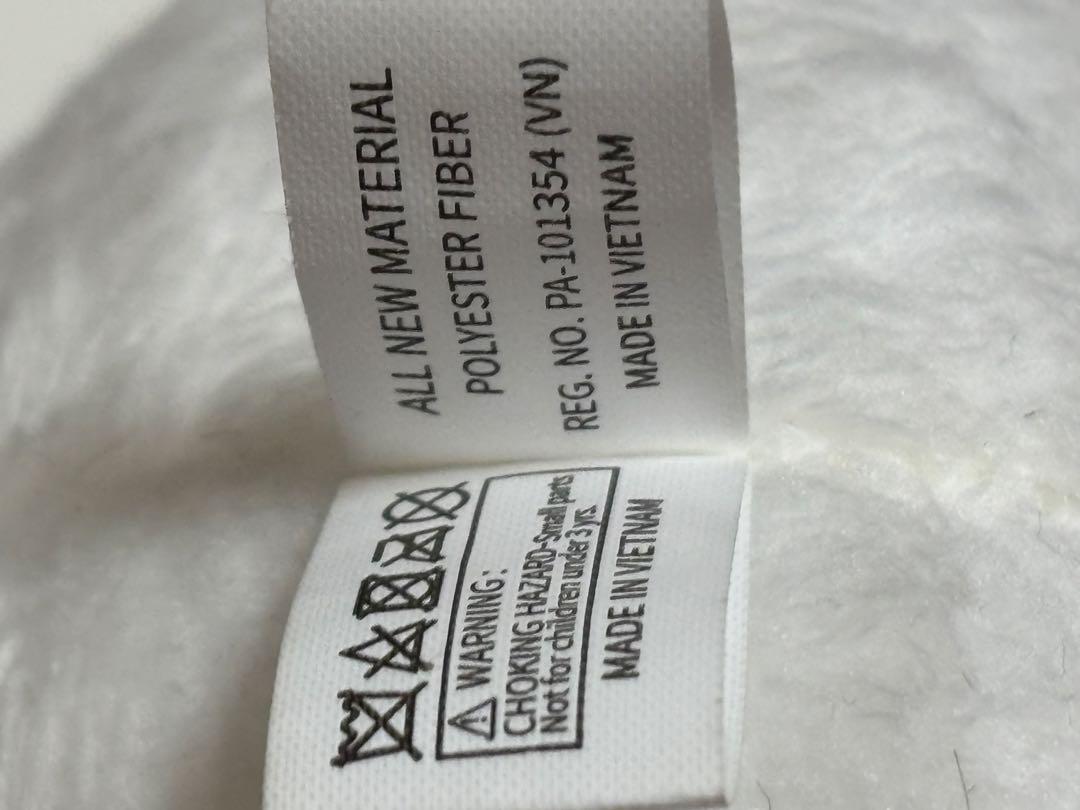 ALL NEW MATERIAL
POLYESTER FIBER
REG. NO. PA-101354 (VN)
MADE IN VIETNAM
WARNING:
CHOKING HAZARD-Small parts
Not for children under 3 yrs.
MADE IN VIETNAM